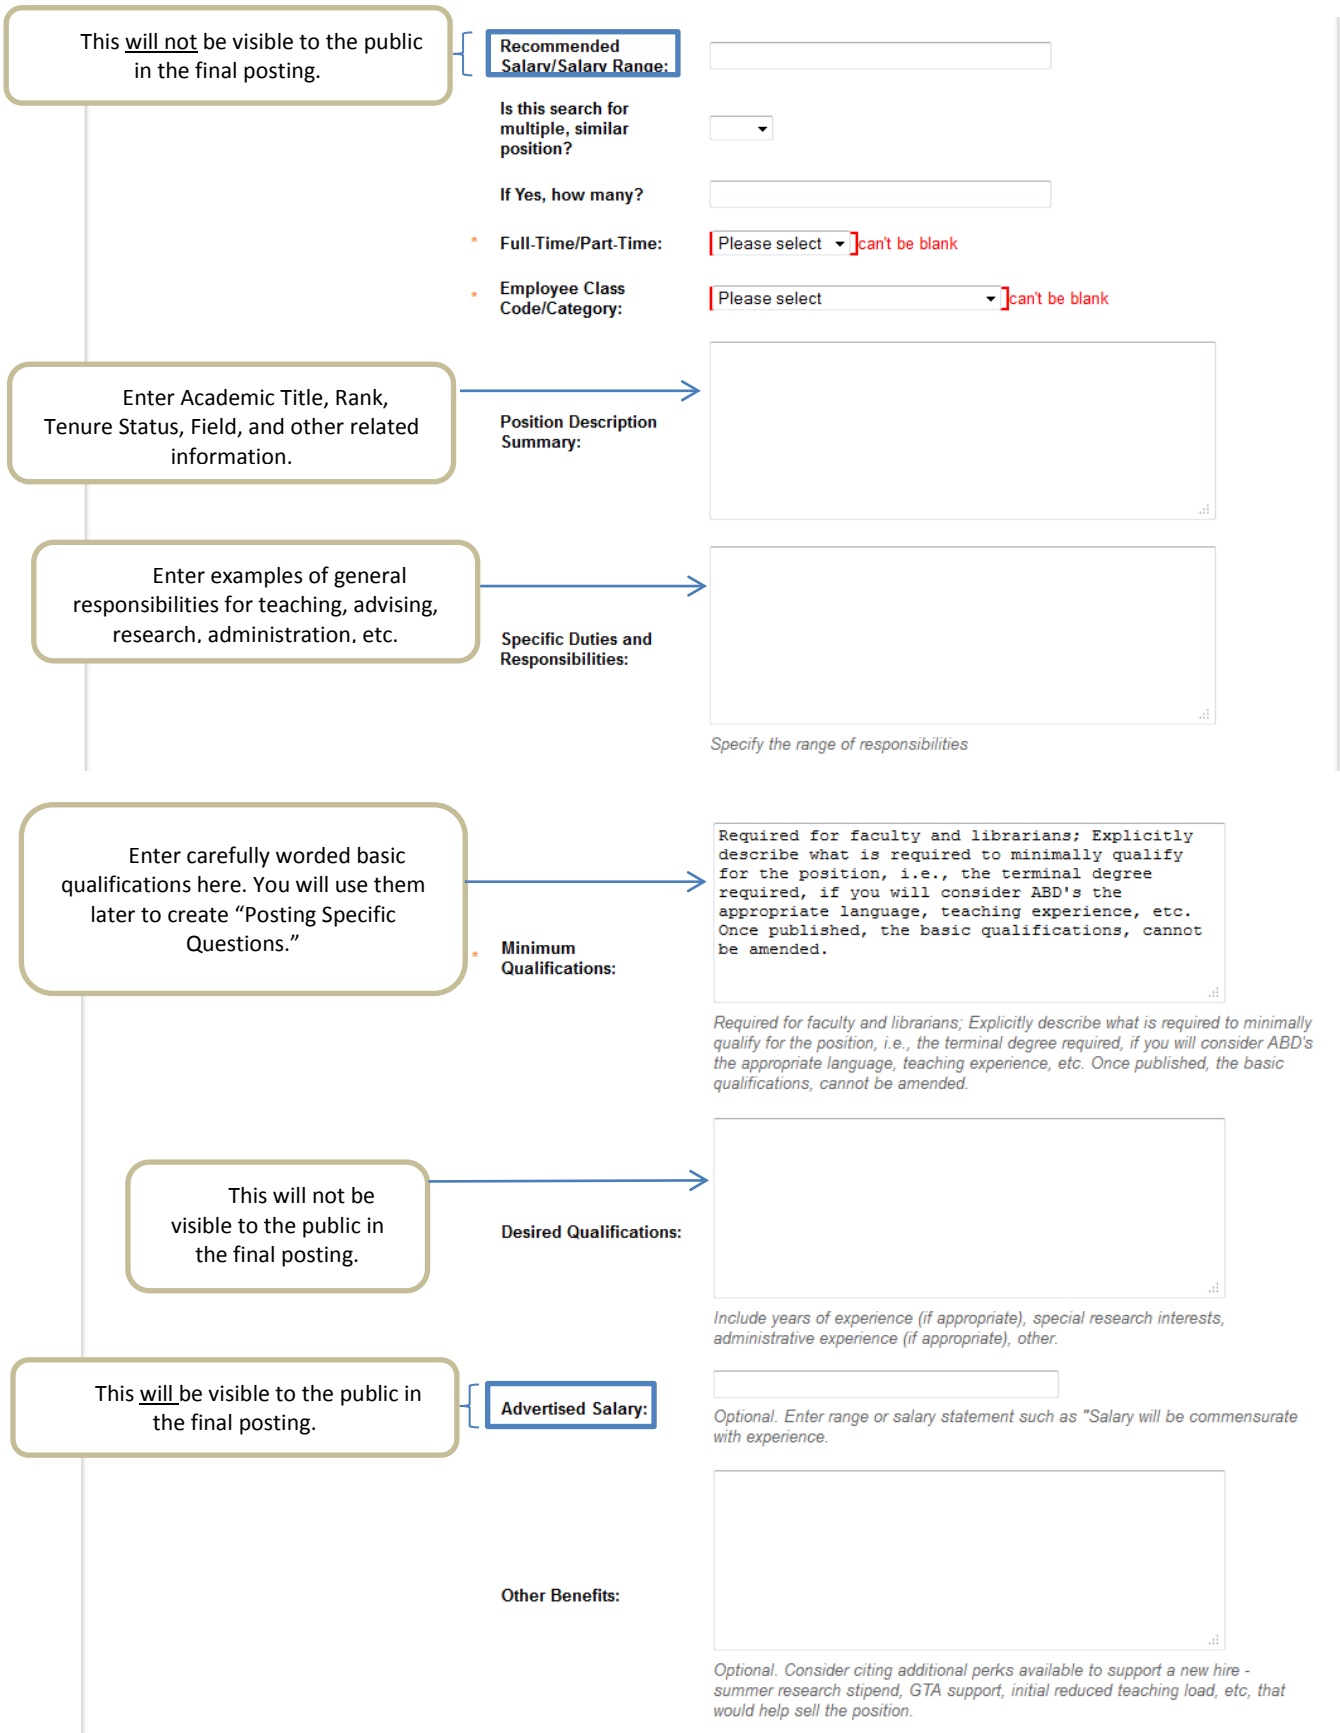 This will not be visible to the public
in the final posting.
Recommended
Salary/Salary Range:
Is this search for
multiple, similar
position?
If Yes, how many?
* Full-Time/Part-Time: Please select can't be blank
* Employee Class
Code/Category:
Please select can't be blank
Enter Academic Title, Rank,
Tenure Status, Field, and other related
information.
Position Description
Summary:
Enter examples of general
responsibilities for teaching, advising,
research, administration, etc.
Specific Duties and
Responsibilities:
Specify the range of responsibilities
Enter carefully worded basic
qualifications here. You will use them
later to create “Posting Specific
Questions.”
* Minimum
Qualifications:
Required for faculty and librarians; Explicitly
describe what is required to minimally qualify
for the position, i.e., the terminal degree
required, if you will consider ABD's the
appropriate language, teaching experience, etc.
Once published, the basic qualifications, cannot
be amended.
Required for faculty and librarians; Explicitly describe what is required to minimally
qualify for the position, i.e., the terminal degree required, if you will consider ABD's
the appropriate language, teaching experience, etc. Once published, the basic
qualifications, cannot be amended.
This will not be
visible to the public in
the final posting.
Desired Qualifications:
Include years of experience (if appropriate), special research interests,
administrative experience (if appropriate), other.
This will be visible to the public in
the final posting.
Advertised Salary:
Optional. Enter range or salary statement such as "Salary will be commensurate
with experience.
Other Benefits:
Optional. Consider citing additional perks available to support a new hire -
summer research stipend, GTA support, initial reduced teaching load, etc, that
would help sell the position.